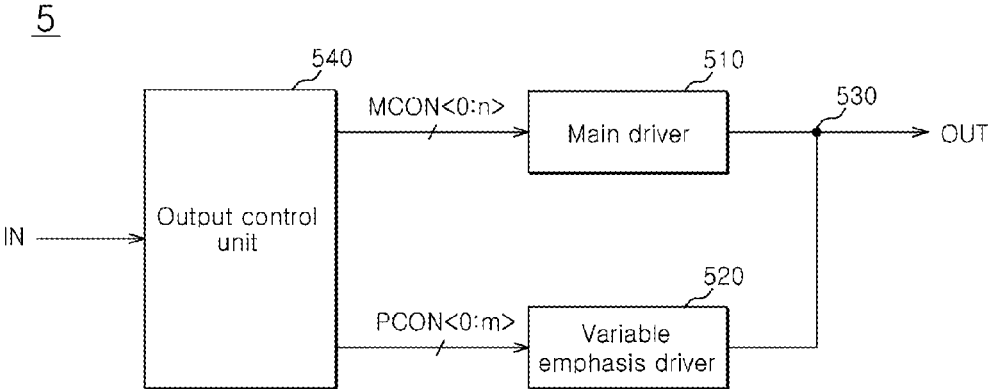 5
540
510
MCON<0:n>
530
Main driver
OUT
Output control
unit
IN
520
PCON<0:m>
Variable
emphasis driver